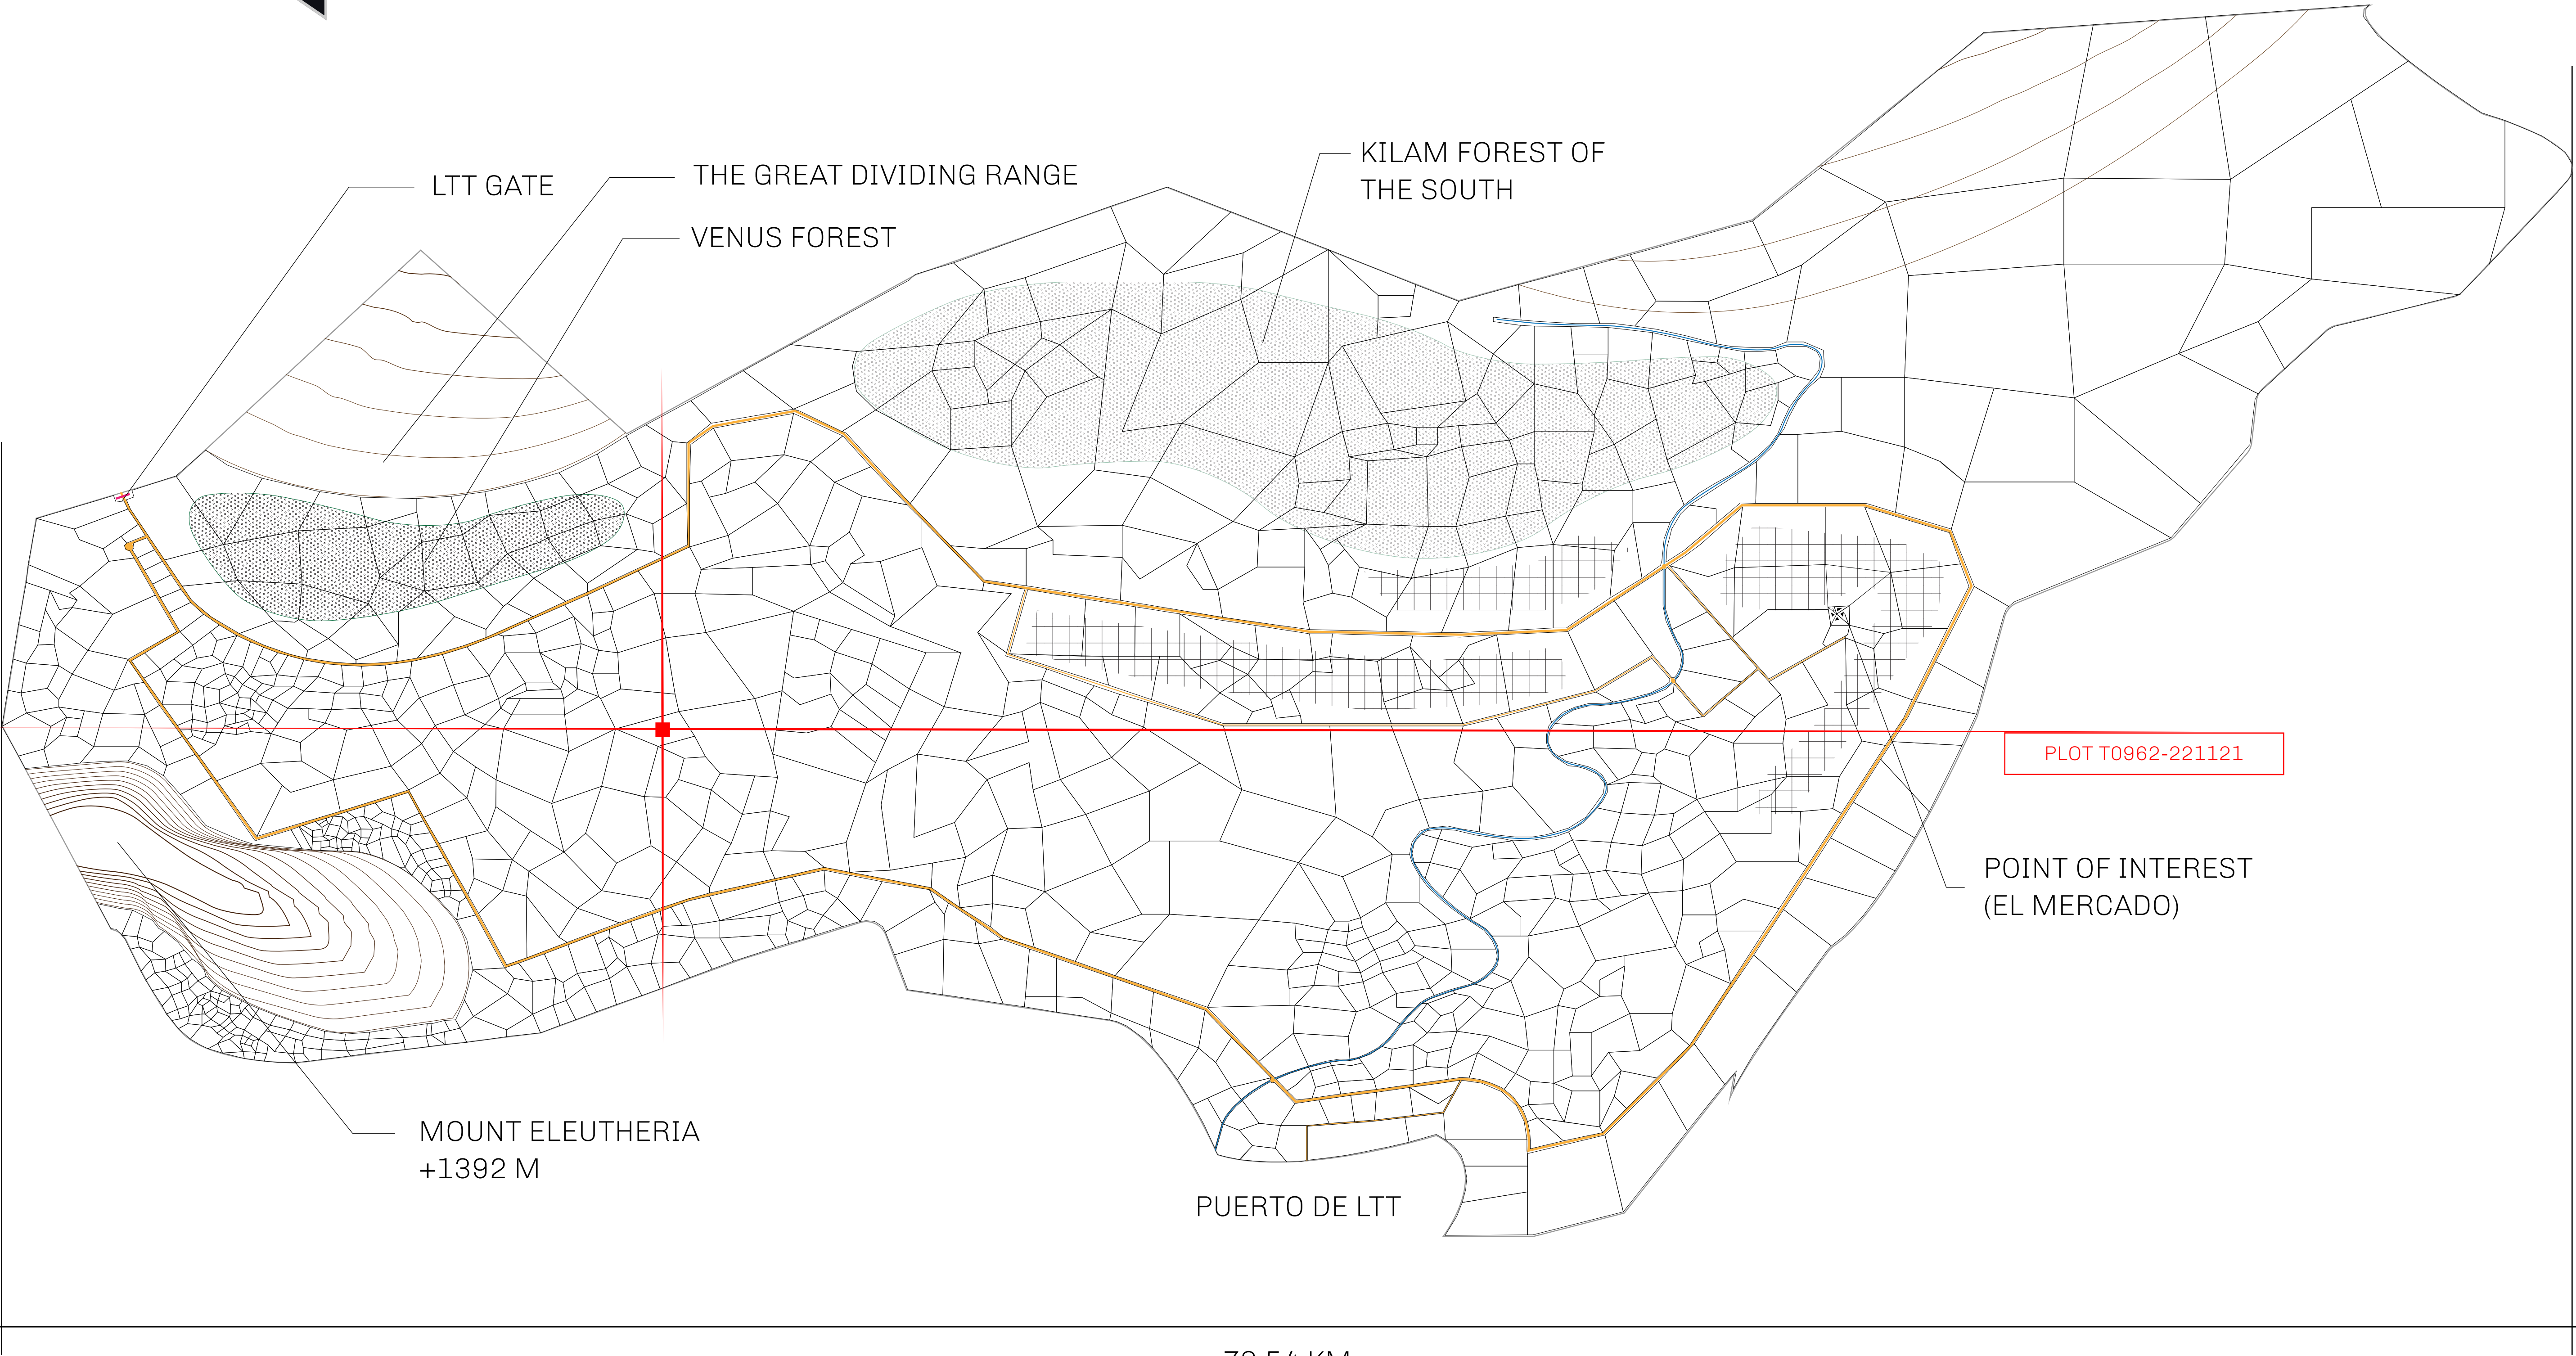 KILAM FOREST OF
THE SOUTH
LTT GATE
THE GREAT DIVIDING RANGE
VENUS FOREST
PLOT T0962-221121
POINT OF INTEREST
(EL MERCADO)
MOUNT ELEUTHERIA
+1392 M
PUERTO DE LTT
KM